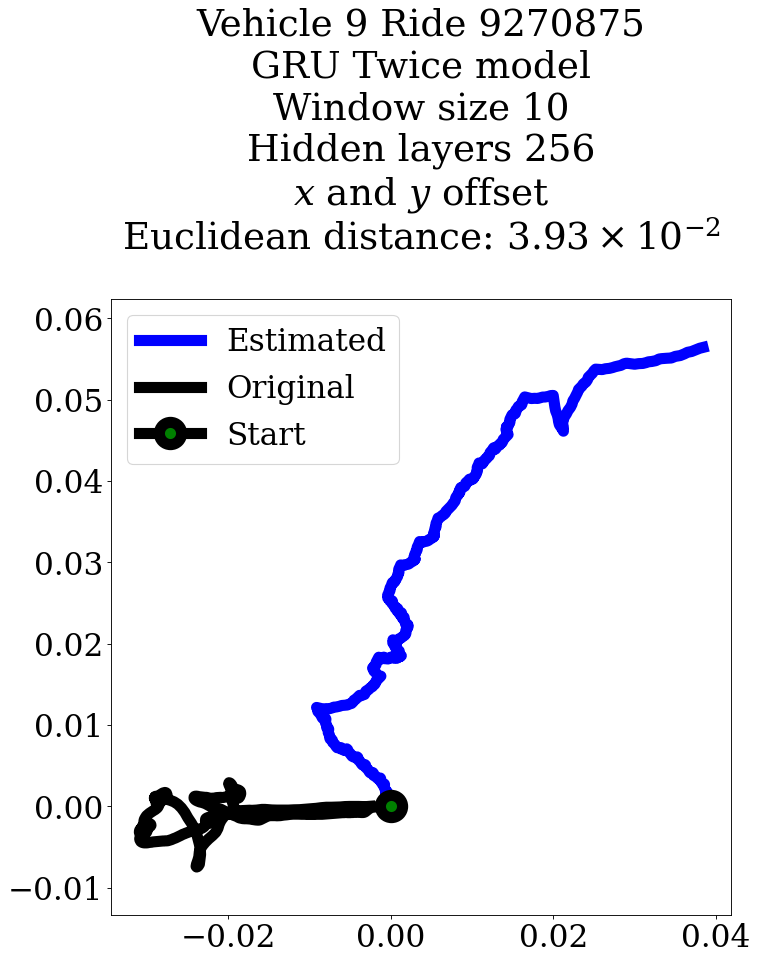 Vehicle 9 Ride 9270875
GRU Twice model
Window size 10
Hidden layers 256
x and y offset
Euclidean distance: 3.93 × 10⁻²
Estimated
Original
Start
0.06
0.05
0.04
0.03
0.02
0.01
0.00
−0.01
−0.02
0.00
0.02
0.04